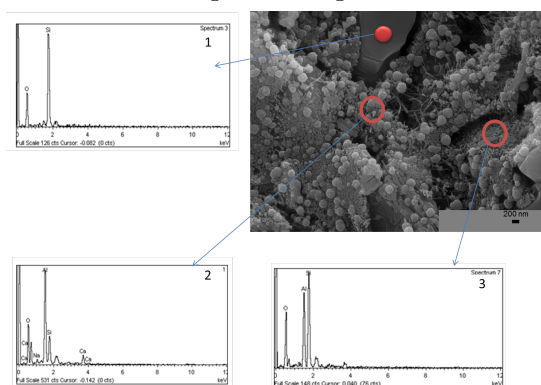 Spectrum 3
1
Si
O
0 2 4 6 8 10 12
Full Scale 126 cts Cursor: -0.082 (0 cts) keV
200 nm
2
1
Al
O
Si
Ca
Na
Ca
Ca
Ca
0 2 4 6 8 10 12
Full Scale 531 cts Cursor: -0.142 (0 cts) keV
Spectrum 7
3
Si
Al
O
0 2 4 6 8 10 12
Full Scale 148 cts Cursor: 0.040 (76 cts) keV